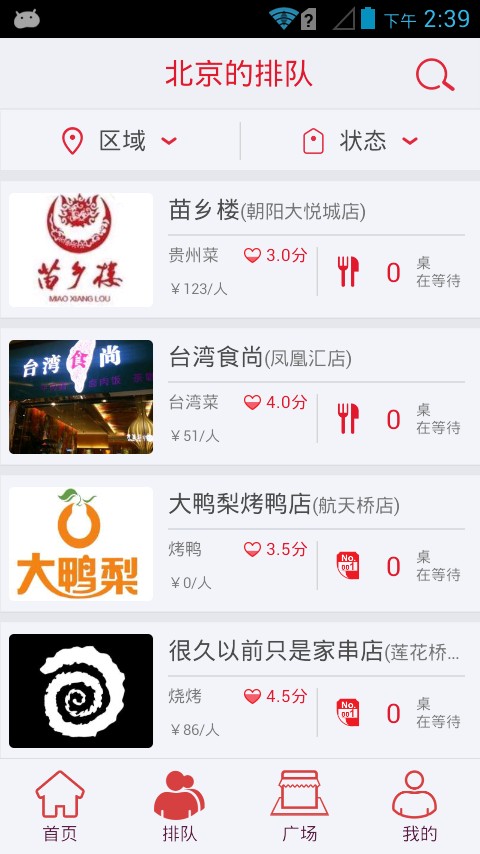 下午 2:39
北京的排队
区域
状态
苗乡楼(朝阳大悦城店)
贵州菜
3.0分
￥123/人
0
桌
在等待
苗乡楼
MIAO XIANG LOU
台湾食尚(凤凰汇店)
台湾菜
4.0分
￥51/人
0
桌
在等待
台湾食尚
大鸭梨烤鸭店(航天桥店)
烤鸭
3.5分
￥0/人
No.
001
0
桌
在等待
大鸭梨
很久以前只是家串店(莲花桥...
烧烤
4.5分
￥86/人
No.
001
0
桌
在等待
首页
排队
广场
我的